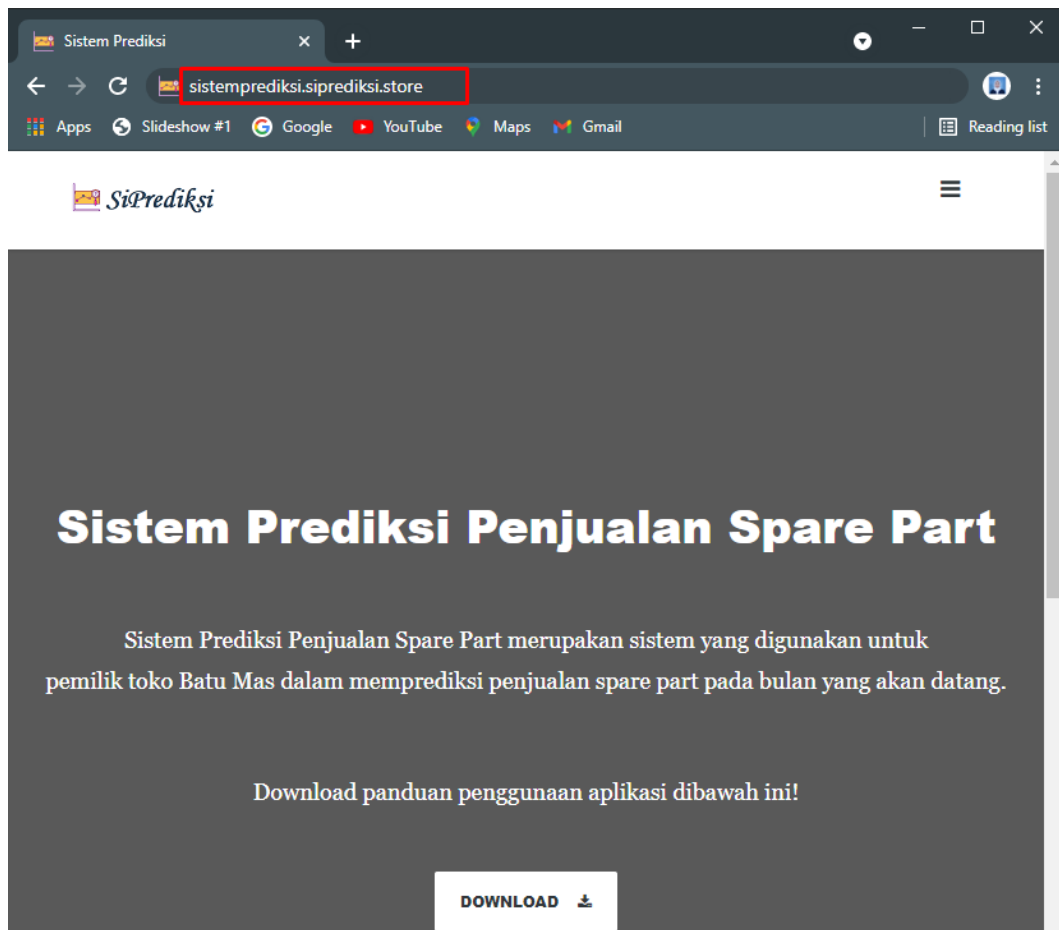 Sistem Prediksi
sistemprediksi.siprediksi.store
Apps Slideshow #1 Google YouTube Maps Gmail Reading list
SiPrediksi
Sistem Prediksi Penjualan Spare Part
Sistem Prediksi Penjualan Spare Part merupakan sistem yang digunakan untuk
pemilik toko Batu Mas dalam memprediksi penjualan spare part pada bulan yang akan datang.
Download panduan penggunaan aplikasi dibawah ini!
DOWNLOAD